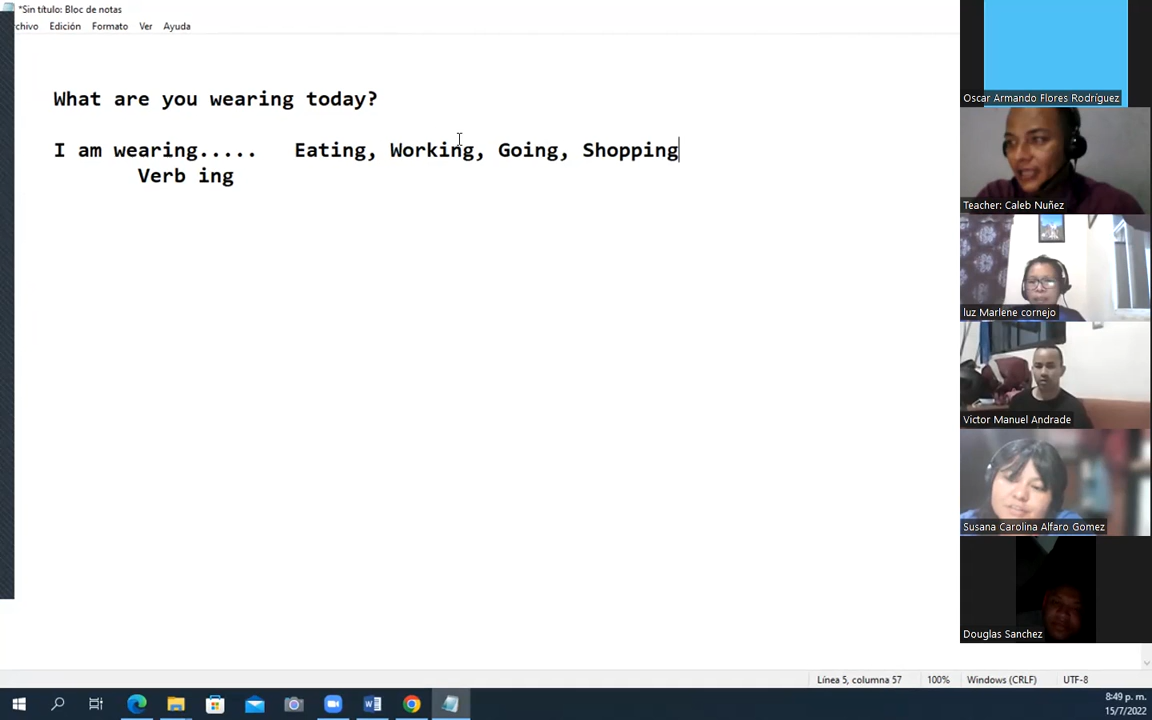 *Sin título: Bloc de notas
rchivo Edición Formato Ver Ayuda
What are you wearing today?
I am wearing..... Eating, Working, Going, Shopping
Verb ing
Oscar Armando Flores Rodríguez
Teacher: Caleb Nuñez
luz Marlene cornejo
Victor Manuel Andrade
Susana Carolina Alfaro Gomez
Douglas Sanchez
Línea 5, columna 57 100% Windows (CRLF) UTF-8
8:49 p. m.
15/7/2022